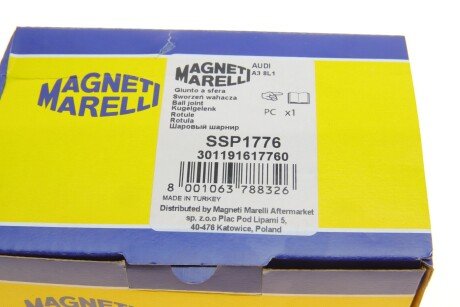 MAGNETI
MARELLI
MAGNETI
MARELLI
AUDI
A3 8L1
Giunto a sfera
Sworzeń wahacza
Ball joint
Kugelgelenk
Rotule
Rotula
Шаровый шарнир
PC x1
SSP1776
301191617760
8 001063 788326
MADE IN TURKEY
Distributed by Magneti Marelli Aftermarket
sp. z.o.o Plac Pod Lipami 5,
40-476 Katowice, Poland